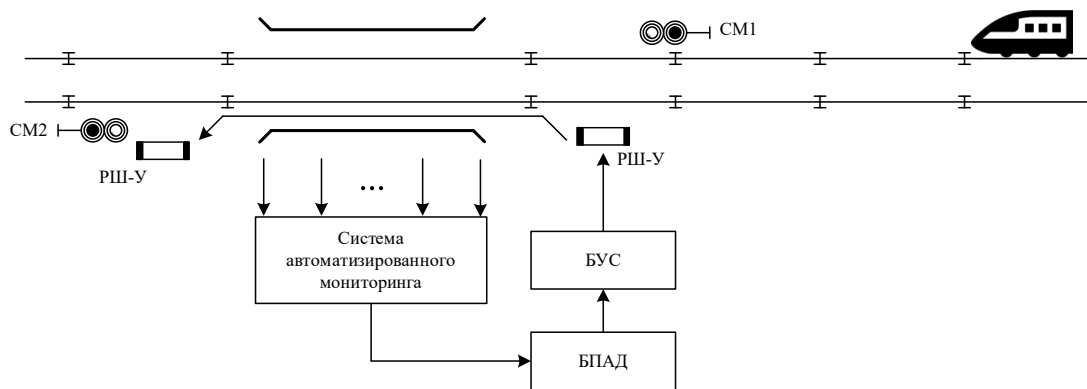 СМ1
СМ2
РШ-У
РШ-У
...
Система
автоматизированного
мониторинга
БУС
БПАД